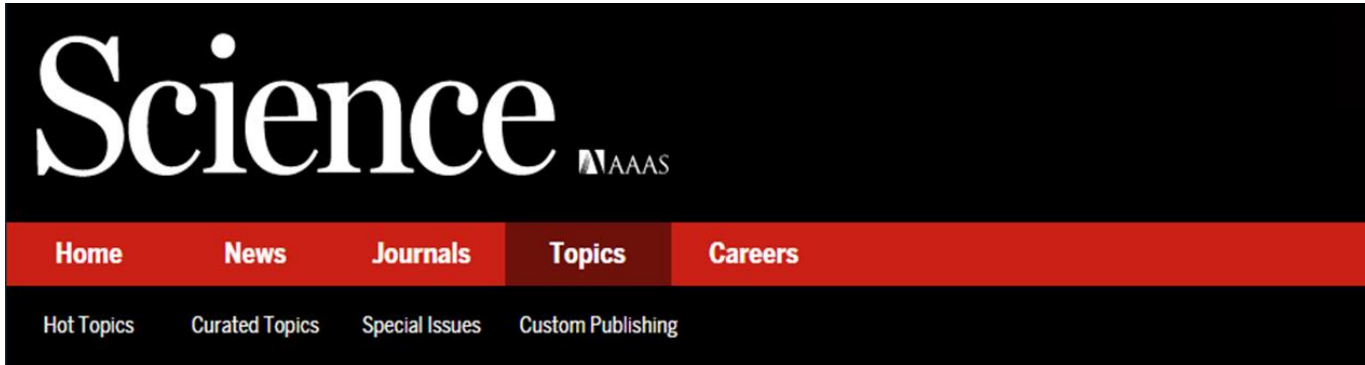 Science AAAS
Home News Journals Topics Careers
Hot Topics Curated Topics Special Issues Custom Publishing